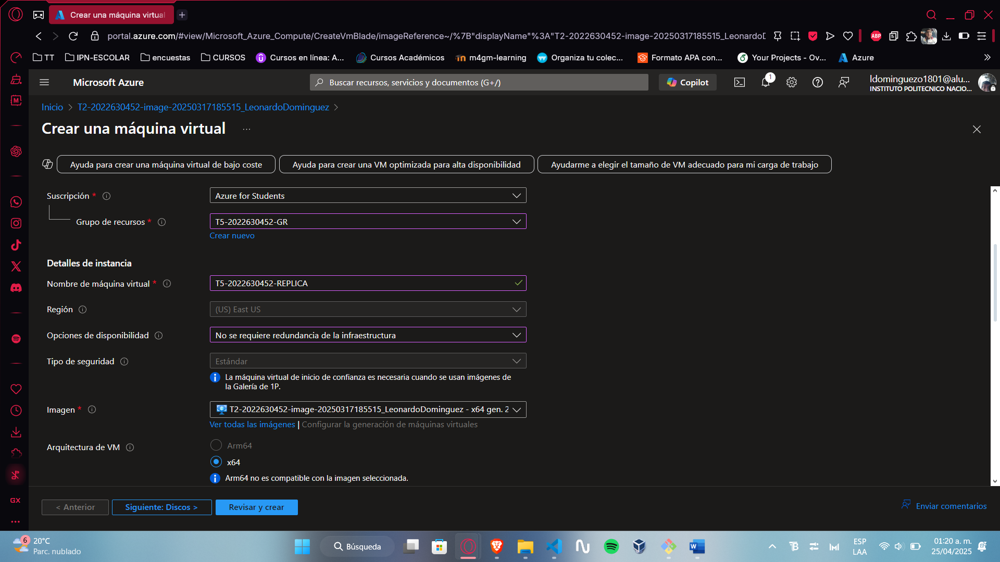 Crear una máquina virtual
portal.azure.com/#view/Microsoft_Azure_Compute/CreateVmBlade/imageReference~/%7B"displayName"%3A"T2-2022630452-image-20250317185515_LeonardoD
ABP
TT
IPN-ESCOLAR
encuestas
CURSOS
Cursos en línea: A...
Cursos Académicos
m4gm-learning
Organiza tu colec...
Formato APA con...
Your Projects - Ov...
Azure
Microsoft Azure
Buscar recursos, servicios y documentos (G+/)
Copilot
1
ldominguezo1801@alu...
INSTITUTO POLITECNICO NACIO...
Inicio > T2-2022630452-image-20250317185515_LeonardoDominguez >
Crear una máquina virtual ...
Ayuda para crear una máquina virtual de bajo coste
Ayuda para crear una VM optimizada para alta disponibilidad
Ayudarme a elegir el tamaño de VM adecuado para mi carga de trabajo
Suscripción *
Azure for Students
Grupo de recursos *
T5-2022630452-GR
Crear nuevo
Detalles de instancia
Nombre de máquina virtual *
T5-2022630452-REPLICA
Región
(US) East US
Opciones de disponibilidad
No se requiere redundancia de la infraestructura
Tipo de seguridad
Estándar
La máquina virtual de inicio de confianza es necesaria cuando se usan imágenes de
la Galería de 1P.
Imagen *
T2-2022630452-image-20250317185515_LeonardoDominguez - x64 gen. 2
Ver todas las imágenes | Configurar la generación de máquinas virtuales
Arquitectura de VM
Arm64
x64
Arm64 no es compatible con la imagen seleccionada.
< Anterior
Siguiente: Discos >
Revisar y crear
Enviar comentarios
GX
6
20°C
Parc. nublado
Búsqueda
ESP
LAA
01:20 a. m.
25/04/2025